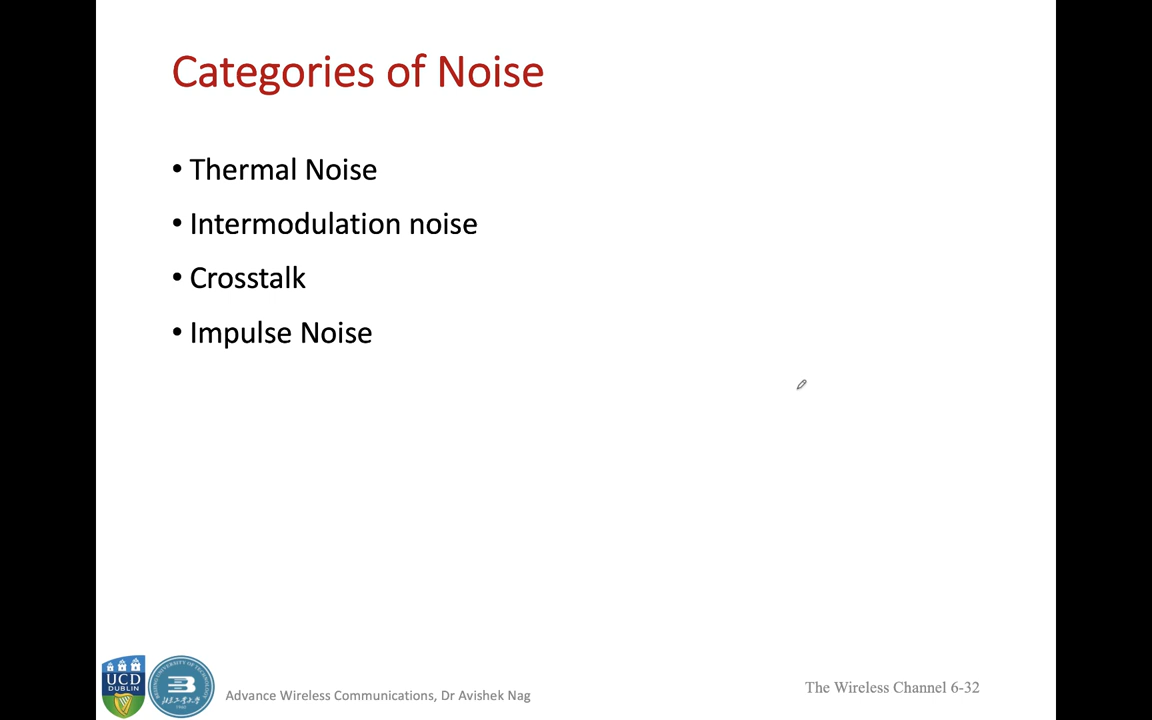 Categories of Noise
• Thermal Noise
• Intermodulation noise
• Crosstalk
• Impulse Noise
UCD
DUBLIN
Advance Wireless Communications, Dr Avishek Nag
The Wireless Channel 6-32